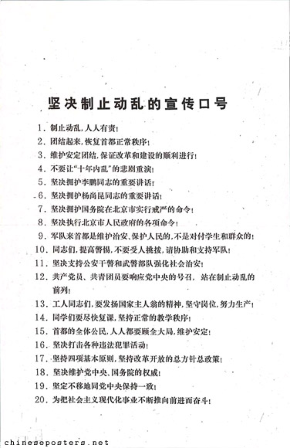 坚决制止动乱的宣传口号
1. 制止动乱，人人有责！
2. 团结起来，恢复首都正常秩序！
3. 维护安定团结，保证改革和建设的顺利进行！
4. 不要让“十年内乱”的悲剧重演！
5. 坚决拥护李鹏同志的重要讲话！
6. 坚决拥护杨尚昆同志的重要讲话！
7. 坚决拥护国务院在北京市实行戒严的命令！
8. 坚决执行北京市人民政府的各项命令！
9. 军队来首都是维护治安、保护人民的，不是对付学生和群众的！
10. 同志们，提高警惕，不要受人挑拨，请协助和支持军队！
11. 坚决支持公安干警和武警部队强化社会治安！
12. 共产党员、共青团员要响应党中央的号召，站在制止动乱的
前列！
13. 工人同志们，要发扬国家主人翁的精神，坚守岗位，努力生产！
14. 同学们要尽快复课，坚持正常的教学秩序！
15. 首都的全体公民，人人都要顾全大局，维护安定！
16. 坚决打击各种违法犯罪活动！
17. 坚持四项基本原则，坚持改革开放的总方针总政策！
18. 坚决维护党中央、国务院的权威！
19. 坚定不移地同党中央保持一致！
20. 为把社会主义现代化事业不断推向前进而奋斗！
chineseposters.net